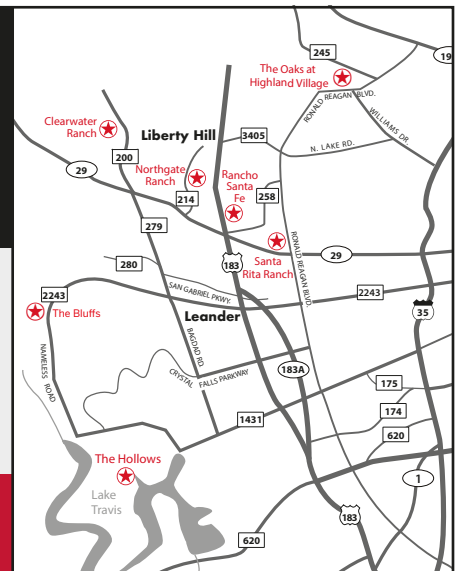 245
19
The Oaks at
Highland Village
RONALD REAGAN BLVD.
WILLIAMS DR.
Clearwater
Ranch
Liberty Hill
3405
N. LAKE RD.
200
29
Northgate
Ranch
Rancho
Santa
Fe
214
258
279
RONALD REAGAN BLVD.
Santa
Rita Ranch
29
280
183
2243
SAN GABRIEL PKWY.
2243
The Bluffs
Leander
35
NAMELESS ROAD
BAGDAD RD
CRYSTAL FALLS PARKWAY
183A
175
174
1431
620
The Hollows
1
Lake
Travis
183
620